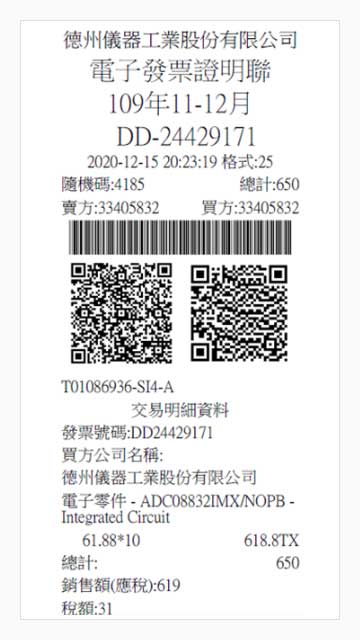 德州儀器工業股份有限公司
電子發票證明聯
109年11-12月
DD-24429171
2020-12-15 20:23:19 格式:25
隨機碼:4185 總計:650
賣方:33405832 買方:33405832
T01086936-SI4-A
交易明細資料
發票號碼:DD24429171
買方公司名稱:
德州儀器工業股份有限公司
電子零件 - ADC08832IMX/NOPB -
Integrated Circuit
61.88*10 618.8TX
總計: 650
銷售額(應稅):619
稅額:31